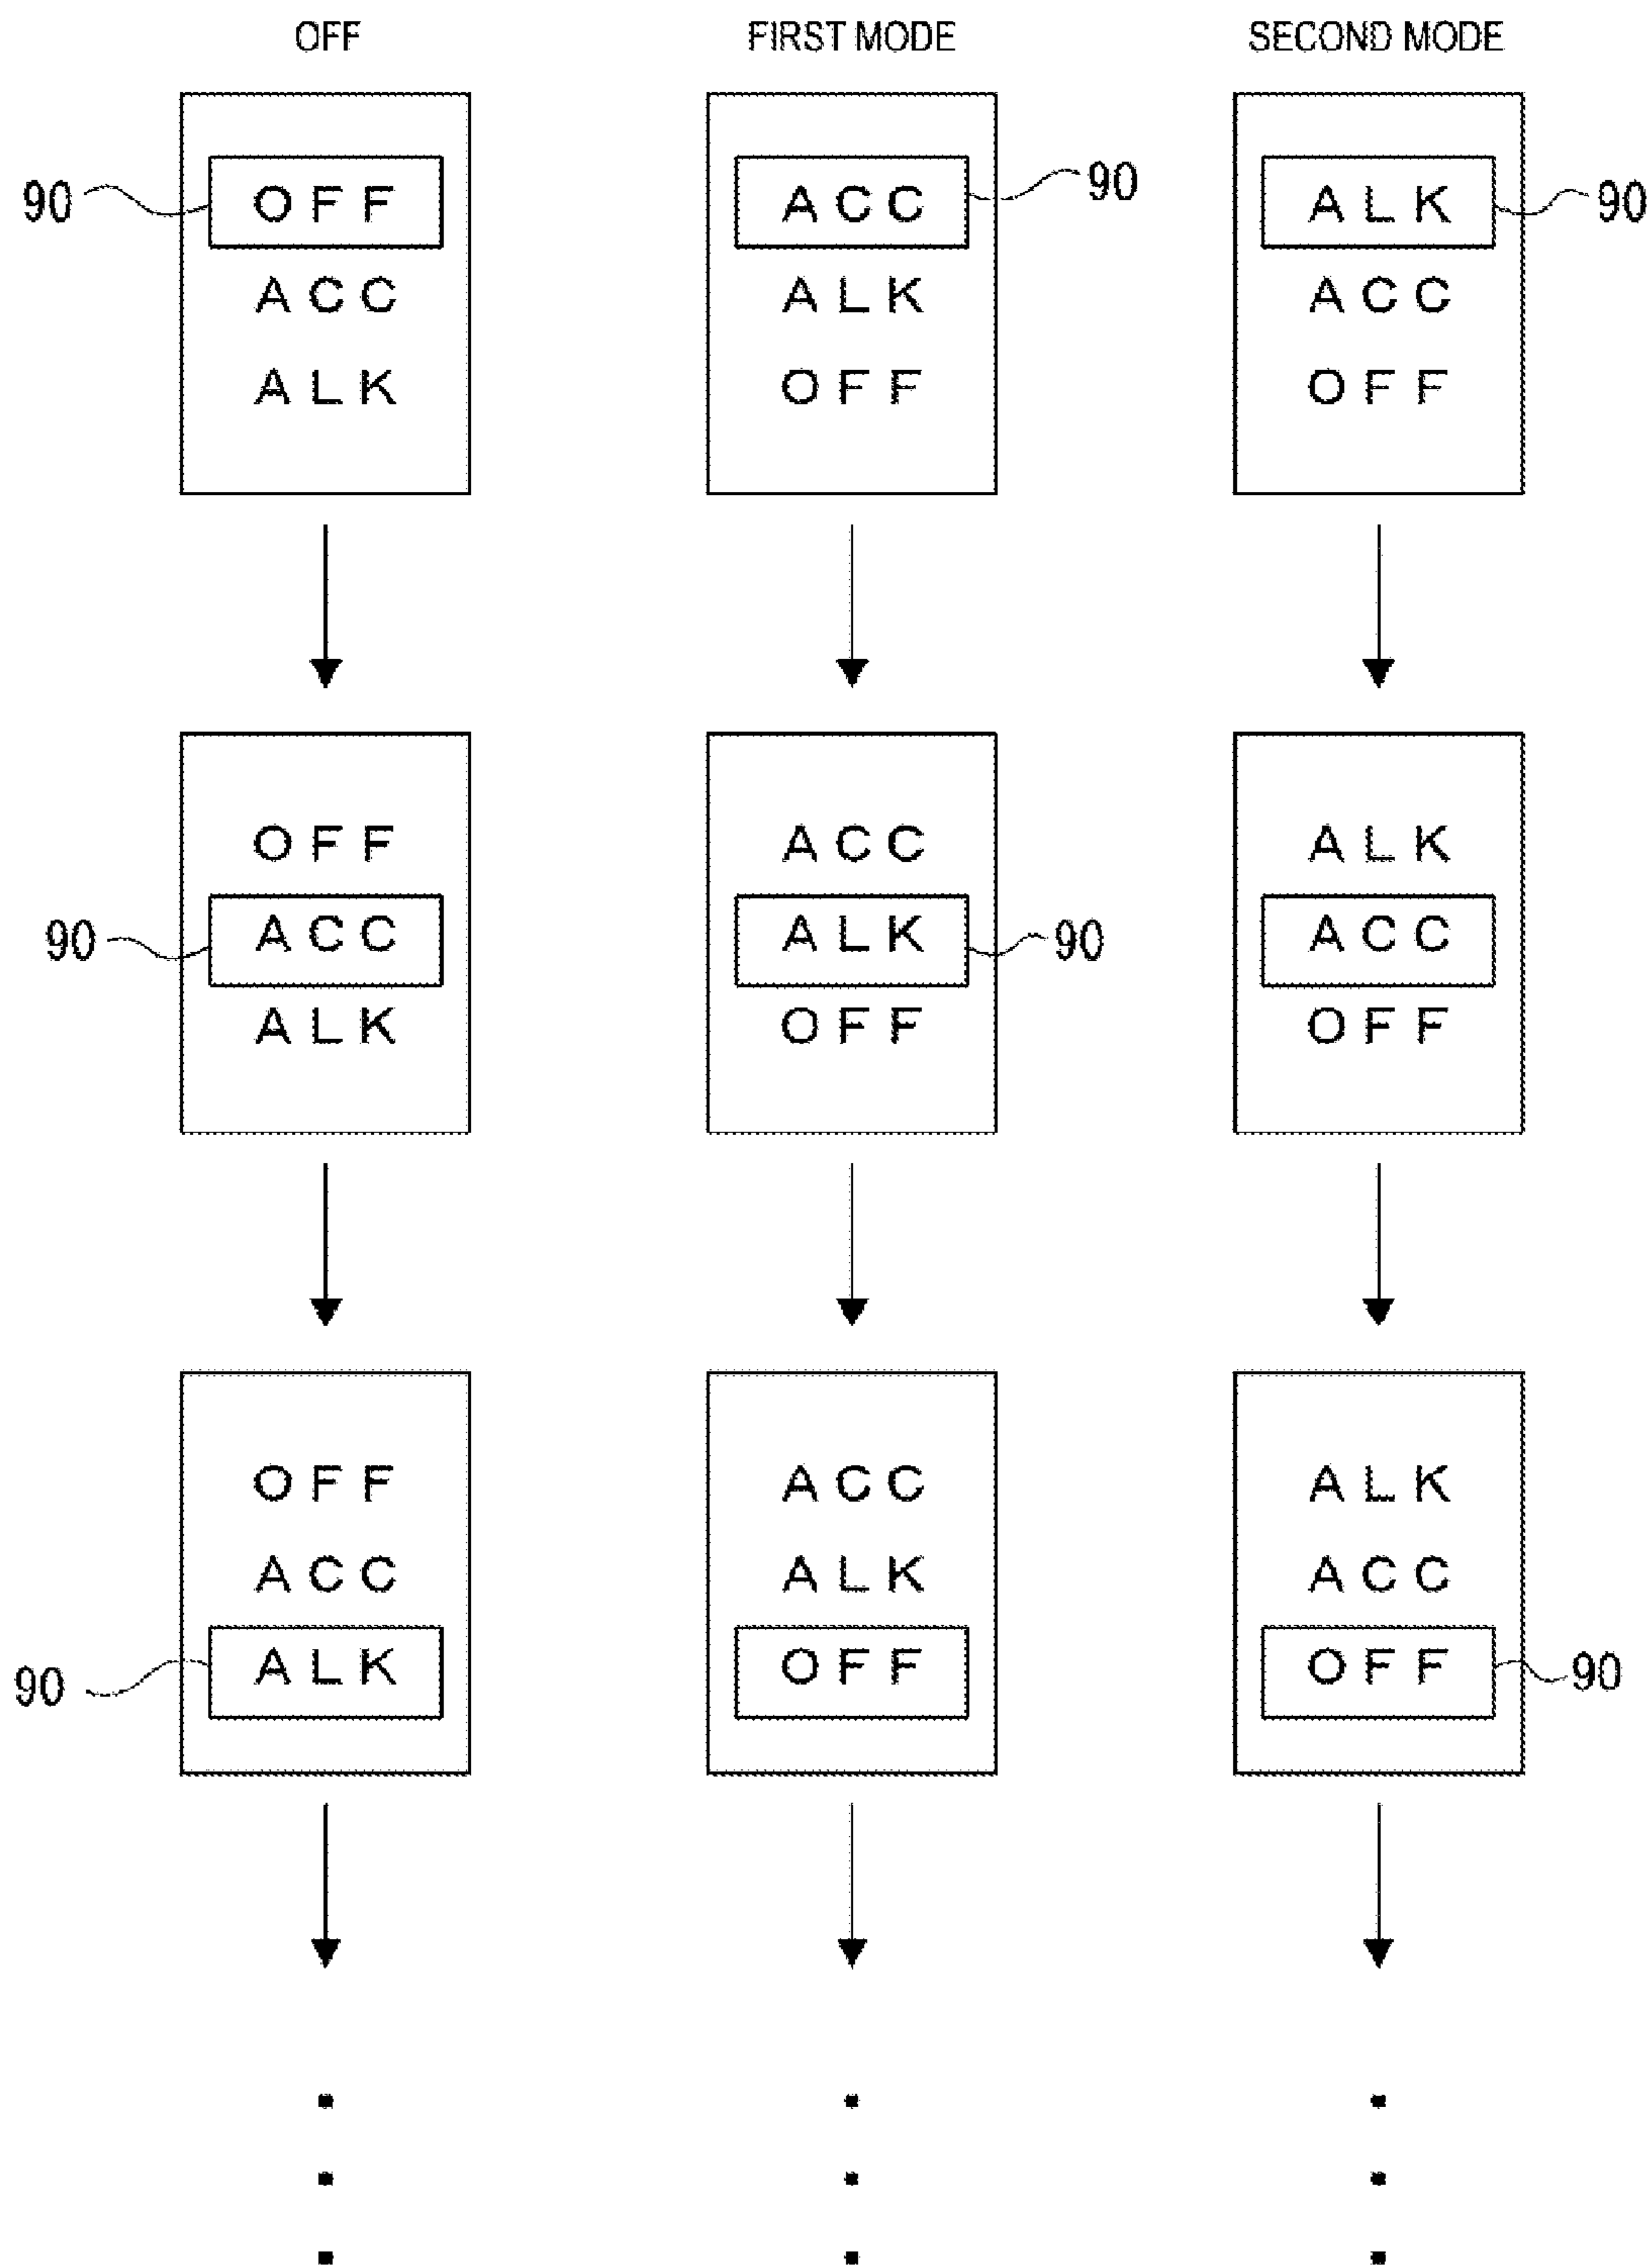 OFF FIRST MODE SECOND MODE
90 OFF ACC 90 ALK 90
ACC ALK ACC
ALK OFF OFF
OFF ACC ALK
90 ACC ALK 90 ACC
ALK OFF OFF
OFF ACC ALK
ACC ALK ACC
90 ALK OFF OFF 90